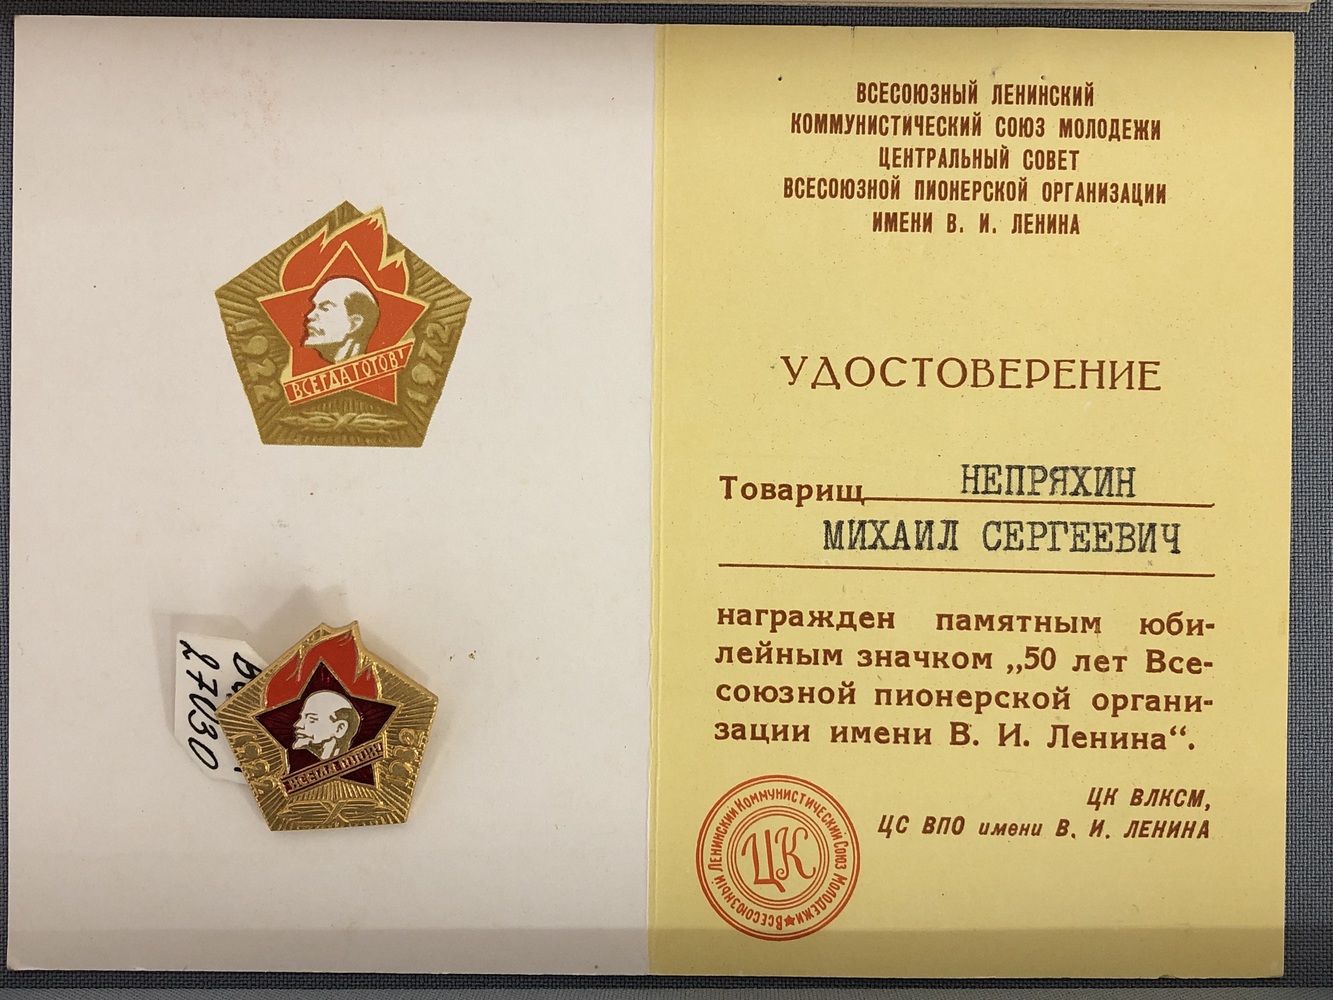 1922
1972
ВСЕГДА ГОТОВ!
ВСЕГДА ГОТОВ!
27030
ВСЕСОЮЗНЫЙ ЛЕНИНСКИЙ
КОММУНИСТИЧЕСКИЙ СОЮЗ МОЛОДЕЖИ
ЦЕНТРАЛЬНЫЙ СОВЕТ
ВСЕСОЮЗНОЙ ПИОНЕРСКОЙ ОРГАНИЗАЦИИ
ИМЕНИ В. И. ЛЕНИНА
УДОСТОВЕРЕНИЕ
Товарищ НЕПРЯХИН
МИХАИЛ СЕРГЕЕВИЧ
награжден памятным юби-
лейным значком „50 лет Все-
союзной пионерской органи-
зации имени В. И. Ленина“.
ЦК ВЛКСМ,
ЦС ВПО имени В. И. ЛЕНИНА
Всесоюзный Ленинский Коммунистический Союз Молодежи
ЦК